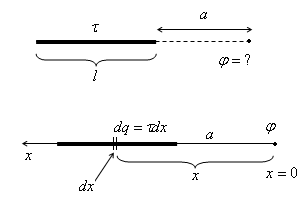 τ
a
φ = ?
l
dq = τdx
a
φ
x
x
x = 0
dx